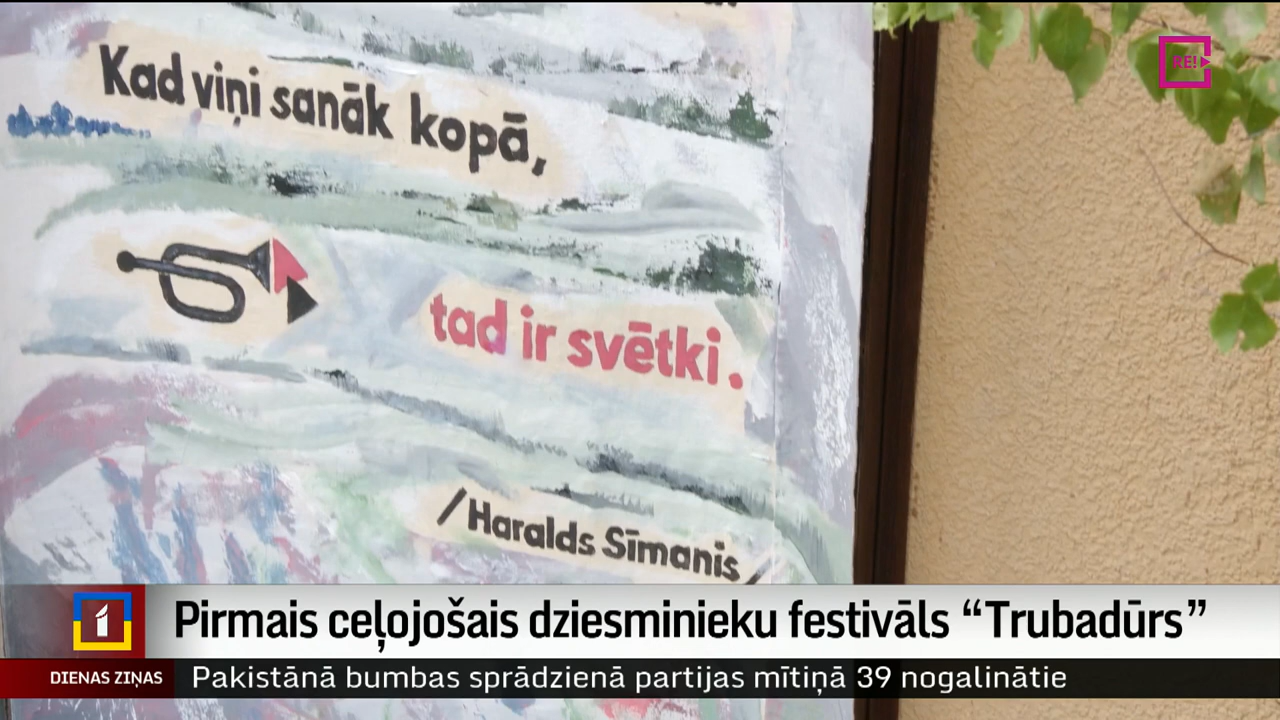 RE!
Kad viņi sanāk kopā,
tad ir svētki.
/Haralds Sīmanis/
1
Pirmais ceļojošais dziesminieku festivāls “Trubadūrs”
DIENAS ZIŅAS
Pakistānā bumbas sprādzienā partijas mītiņā 39 nogalinātie